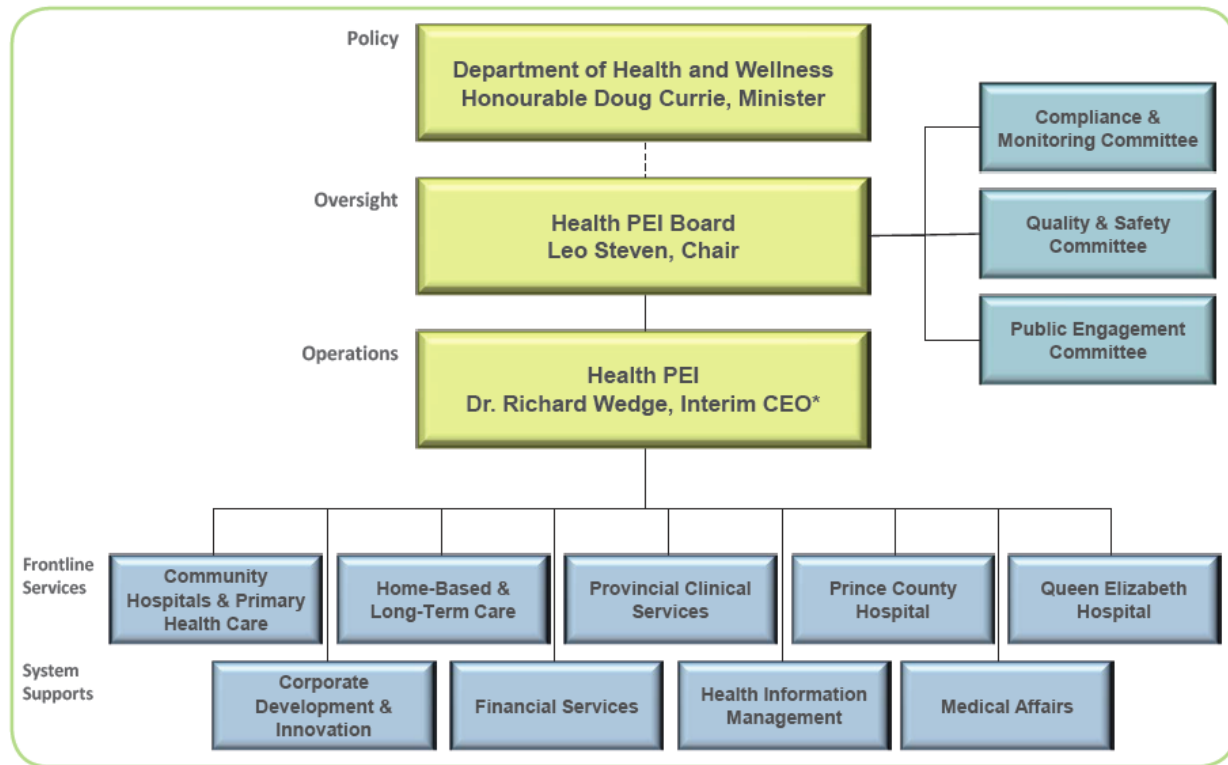 Policy
Department of Health and Wellness
Honourable Doug Currie, Minister
Compliance &
Monitoring Committee
Oversight
Health PEI Board
Leo Steven, Chair
Quality & Safety
Committee
Public Engagement
Committee
Operations
Health PEI
Dr. Richard Wedge, Interim CEO*
Frontline
Services
Community
Hospitals & Primary
Health Care
Home-Based &
Long-Term Care
Provincial Clinical
Services
Prince County
Hospital
Queen Elizabeth
Hospital
System
Supports
Corporate
Development &
Innovation
Financial Services
Health Information
Management
Medical Affairs